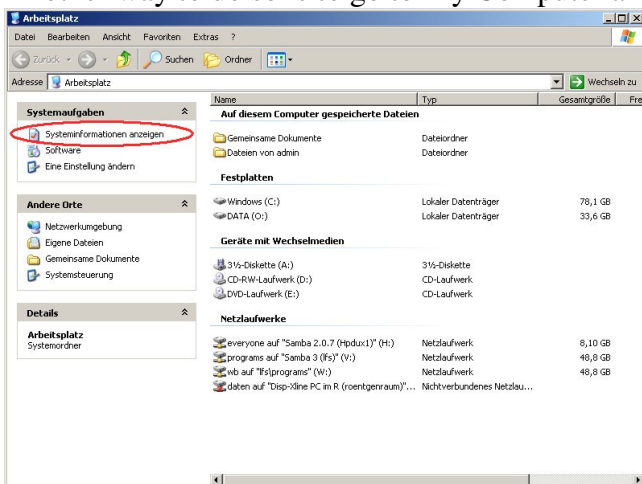 Arbeitsplatz
Datei Bearbeiten Ansicht Favoriten Extras ?
Zurück Suchen Ordner
Adresse Arbeitsplatz Wechseln zu
Systemaufgaben
Systeminformationen anzeigen
Software
Eine Einstellung ändern
Andere Orte
Netzwerkumgebung
Eigene Dateien
Gemeinsame Dokumente
Systemsteuerung
Details
Arbeitsplatz
Systemordner
Name Typ Gesamtgröße Fre
Auf diesem Computer gespeicherte Dateien
Gemeinsame Dokumente Dateiordner
Dateien von admin Dateiordner
Festplatten
Windows (C:) Lokaler Datenträger 78,1 GB
DATA (O:) Lokaler Datenträger 33,6 GB
Geräte mit Wechselmedien
3½-Diskette (A:) 3½-Diskette
CD-RW-Laufwerk (D:) CD-Laufwerk
DVD-Laufwerk (E:) CD-Laufwerk
Netzlaufwerke
everyone auf "Samba 2.0.7 (Hpdux1)" (H:) Netzlaufwerk 8,10 GB
programs auf "Samba 3 (lfs)" (V:) Netzlaufwerk 48,8 GB
wb auf "lfs\programs" (W:) Netzlaufwerk 48,8 GB
daten auf "Disp-Xline PC im R (roentgenraum)"... Nichtverbundenes Netzlau...